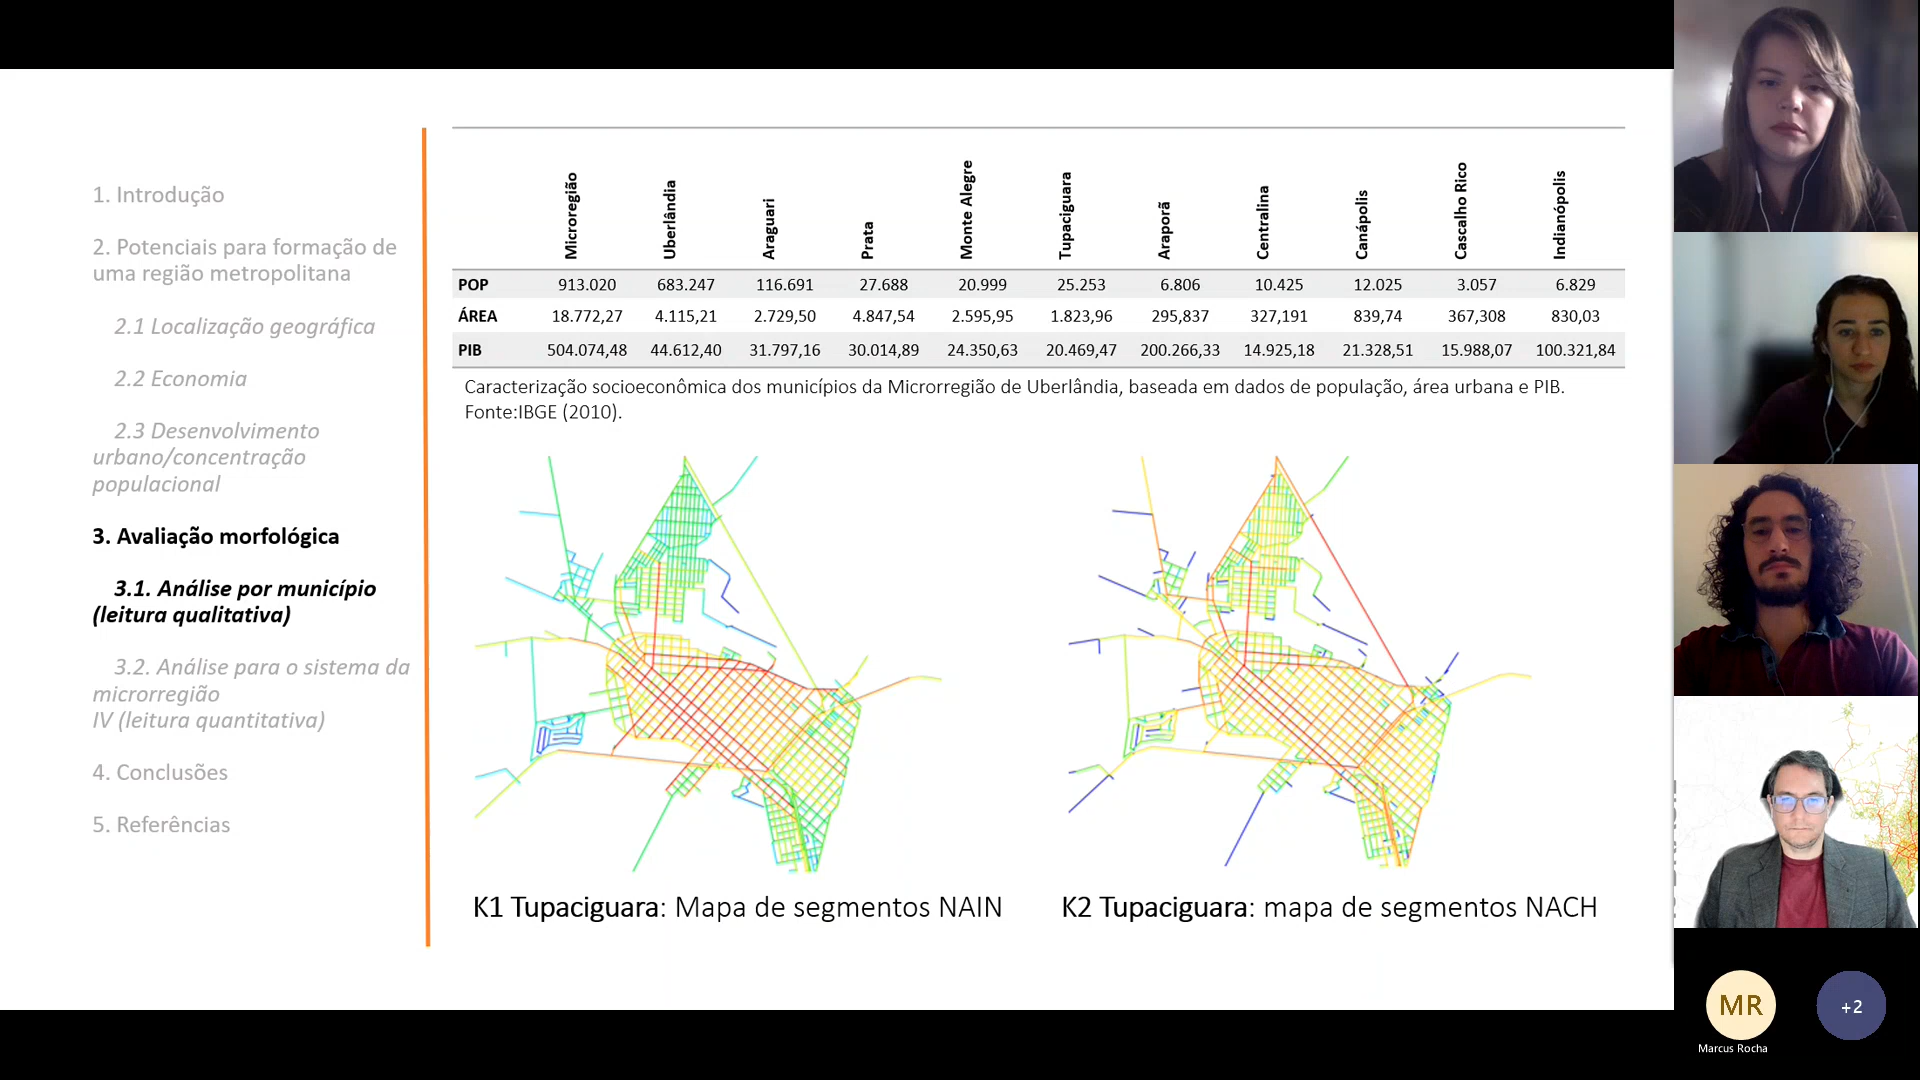 1. Introdução
2. Potenciais para formação de
uma região metropolitana
2.1 Localização geográfica
2.2 Economia
2.3 Desenvolvimento
urbano/concentração
populacional
3. Avaliação morfológica
3.1. Análise por município
(leitura qualitativa)
3.2. Análise para o sistema da
microrregião
IV (leitura quantitativa)
4. Conclusões
5. Referências
Microregião Uberlândia Araguari Prata Monte Alegre Tupaciguara Araporã Centralina Canápolis Cascalho Rico Indianópolis
POP 913.020 683.247 116.691 27.688 20.999 25.253 6.806 10.425 12.025 3.057 6.829
ÁREA 18.772,27 4.115,21 2.729,50 4.847,54 2.595,95 1.823,96 295,837 327,191 839,74 367,308 830,03
PIB 504.074,48 44.612,40 31.797,16 30.014,89 24.350,63 20.469,47 200.266,33 14.925,18 21.328,51 15.988,07 100.321,84
Caracterização socioeconômica dos municípios da Microrregião de Uberlândia, baseada em dados de população, área urbana e PIB.
Fonte:IBGE (2010).
K1 Tupaciguara: Mapa de segmentos NAIN
K2 Tupaciguara: mapa de segmentos NACH
MR
+2
Marcus Rocha